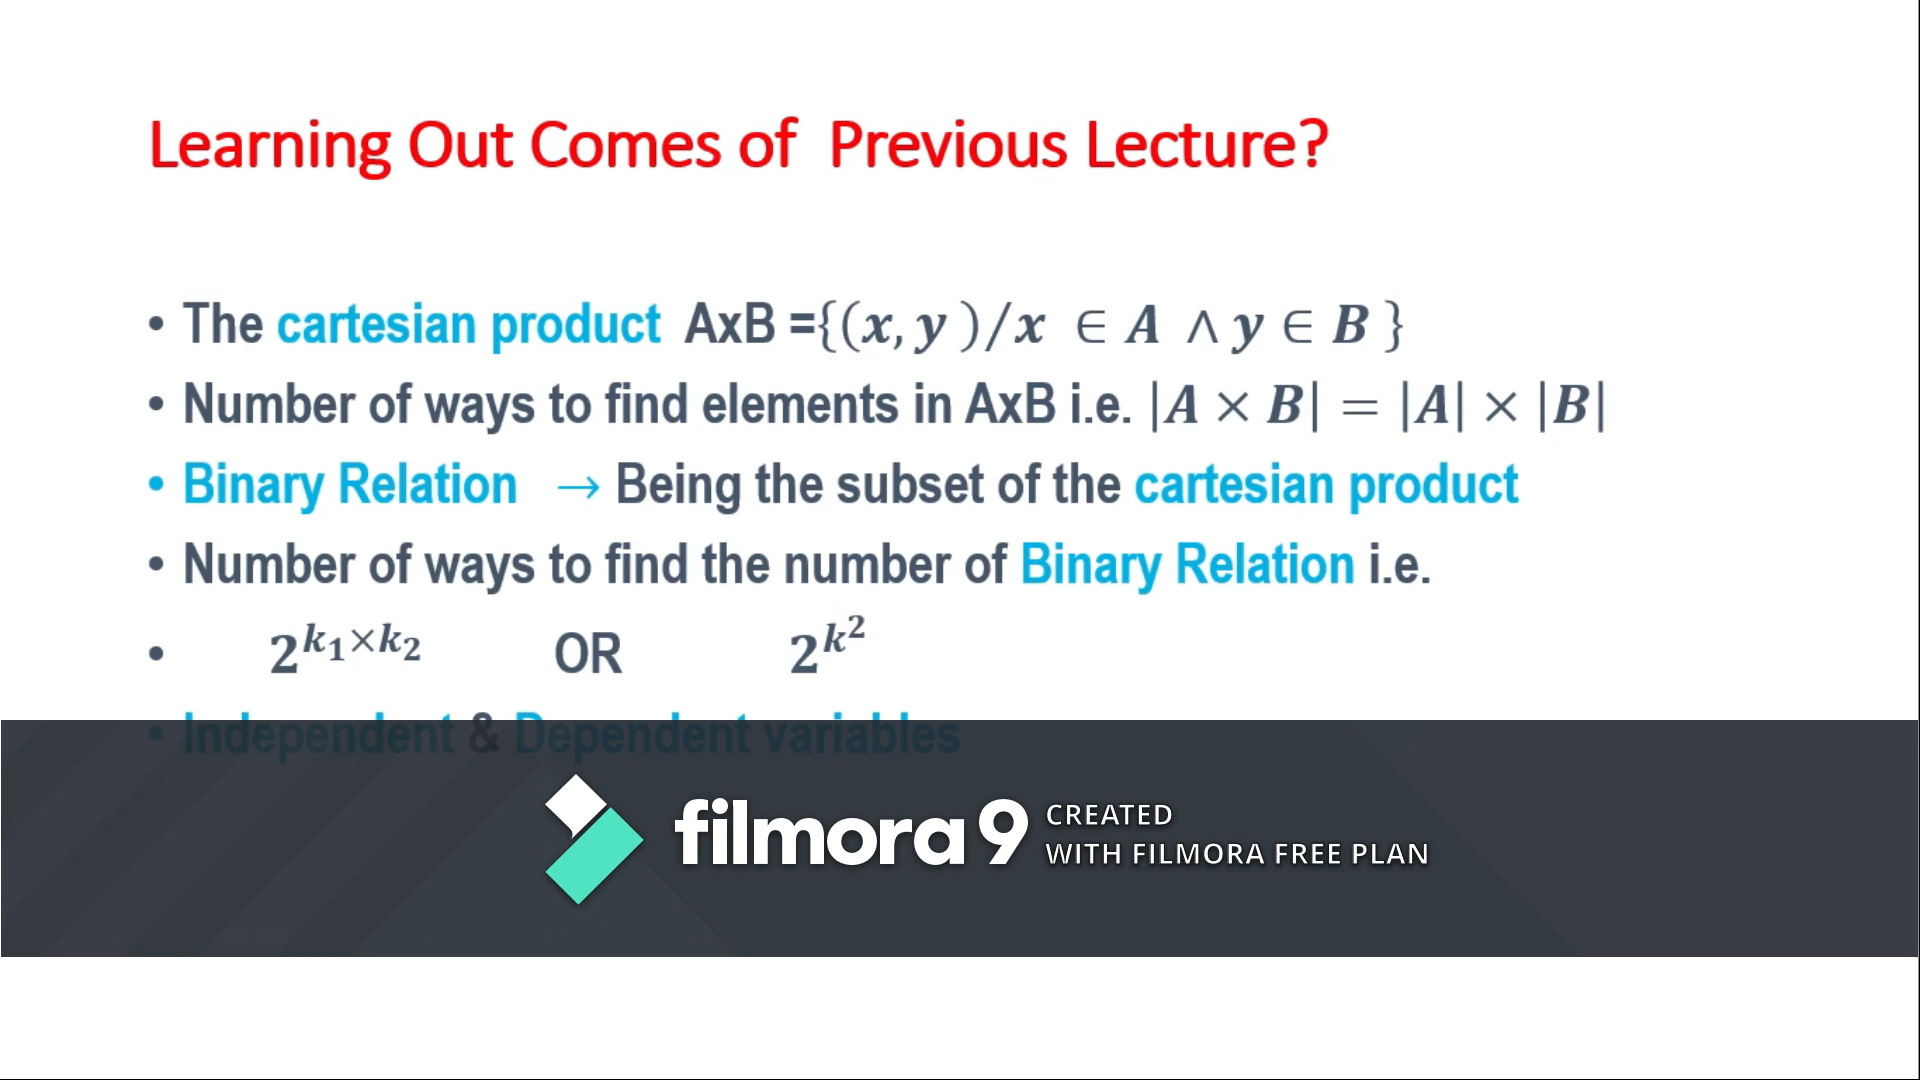 Learning Out Comes of Previous Lecture?
• The cartesian product AxB ={(x, y )/x ∈ A ∧ y ∈ B }
• Number of ways to find elements in AxB i.e. |A × B| = |A| × |B|
• Binary Relation → Being the subset of the cartesian product
• Number of ways to find the number of Binary Relation i.e.
• 2^{k₁×k₂} OR 2^{k²}
• Independent & Dependent variables
filmora9 CREATED
WITH FILMORA FREE PLAN